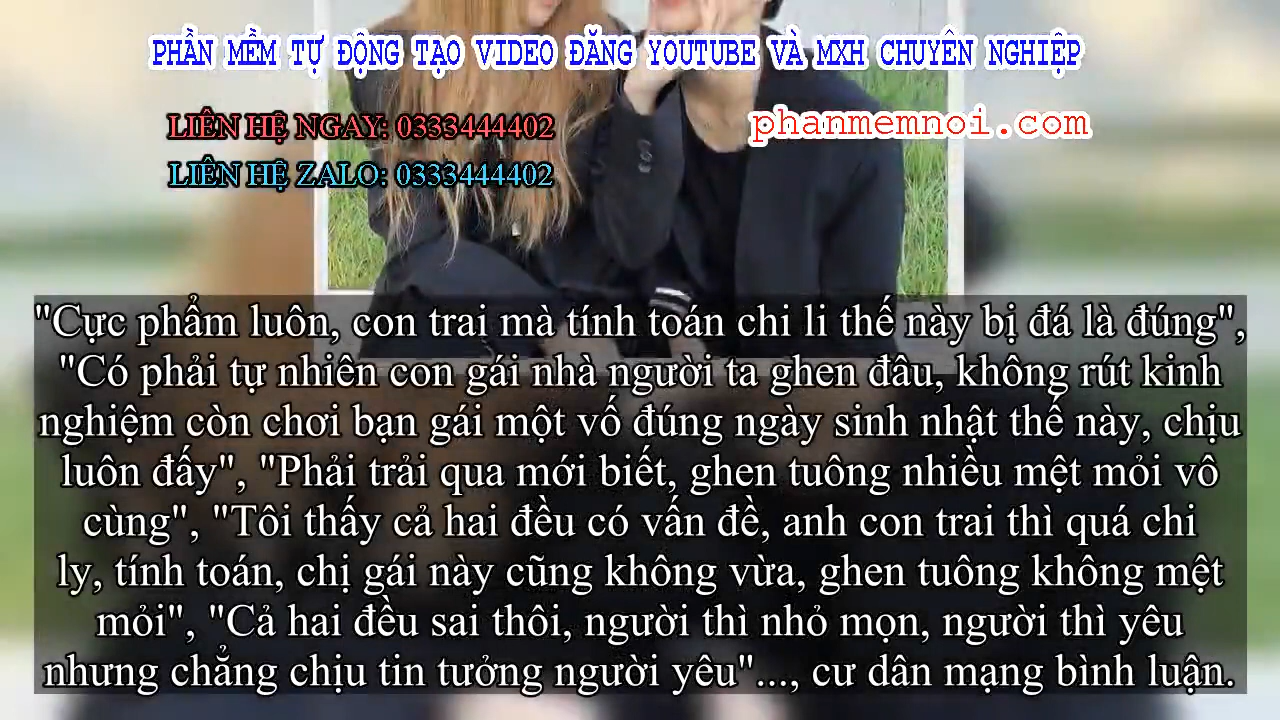 PHẦN MỀM TỰ ĐỘNG TẠO VIDEO ĐĂNG YOUTUBE VÀ MXH CHUYÊN NGHIỆP
LIÊN HỆ NGAY: 0333444402
phanmemnoi.com
LIÊN HỆ ZALO: 0333444402
"Cực phẩm luôn, con trai mà tính toán chi li thế này bị đá là đúng",
"Có phải tự nhiên con gái nhà người ta ghen đâu, không rút kinh
nghiệm còn chơi bạn gái một vố đúng ngày sinh nhật thế này, chịu
luôn đấy", "Phải trải qua mới biết, ghen tuông nhiều mệt mỏi vô
cùng", "Tôi thấy cả hai đều có vấn đề, anh con trai thì quá chi
ly, tính toán, chị gái này cũng không vừa, ghen tuông không mệt
mỏi", "Cả hai đều sai thôi, người thì nhỏ mọn, người thì yêu
nhưng chẳng chịu tin tưởng người yêu"..., cư dân mạng bình luận.